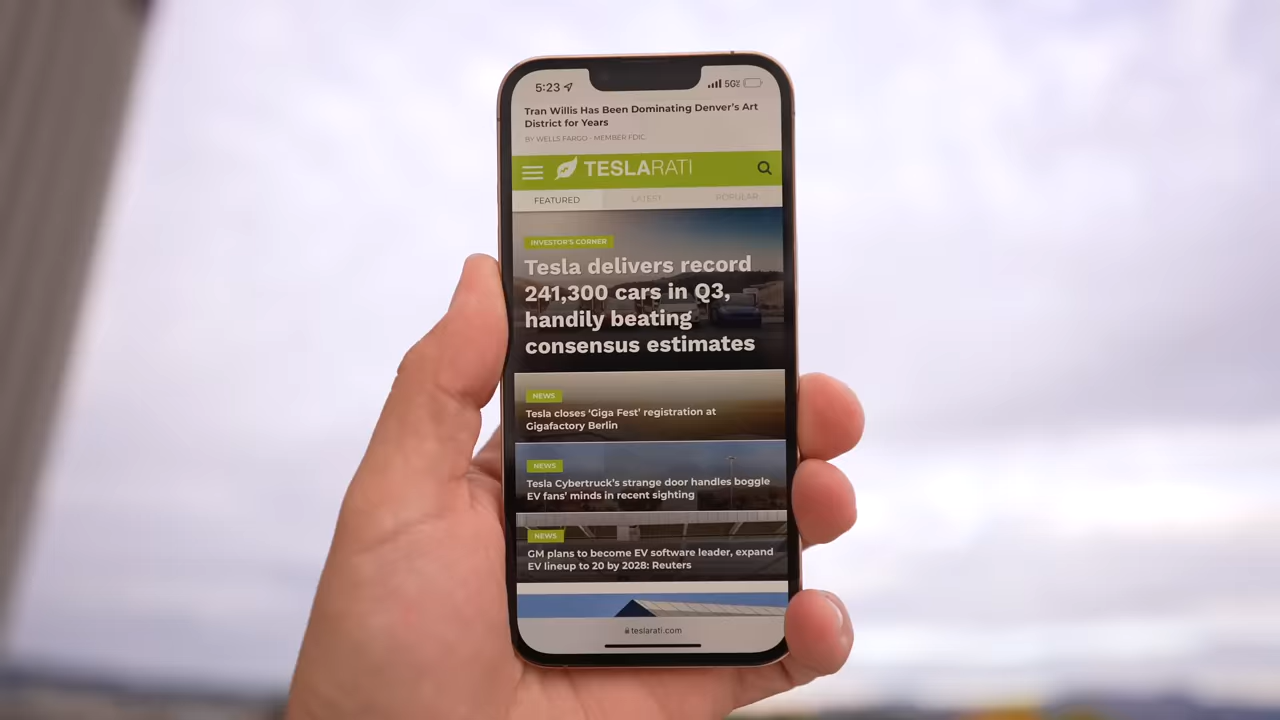 5:23
5G
Tran Willis Has Been Dominating Denver's Art
District for Years
BY WELLS FARGO - MEMBER FDIC
TESLARATI
FEATURED LATEST POPULAR
INVESTOR'S CORNER
Tesla delivers record
241,300 cars in Q3,
handily beating
consensus estimates
NEWS
Tesla closes ‘Giga Fest’ registration at
Gigafactory Berlin
NEWS
Tesla Cybertruck's strange door handles boggle
EV fans’ minds in recent sighting
NEWS
GM plans to become EV software leader, expand
EV lineup to 20 by 2028: Reuters
teslarati.com